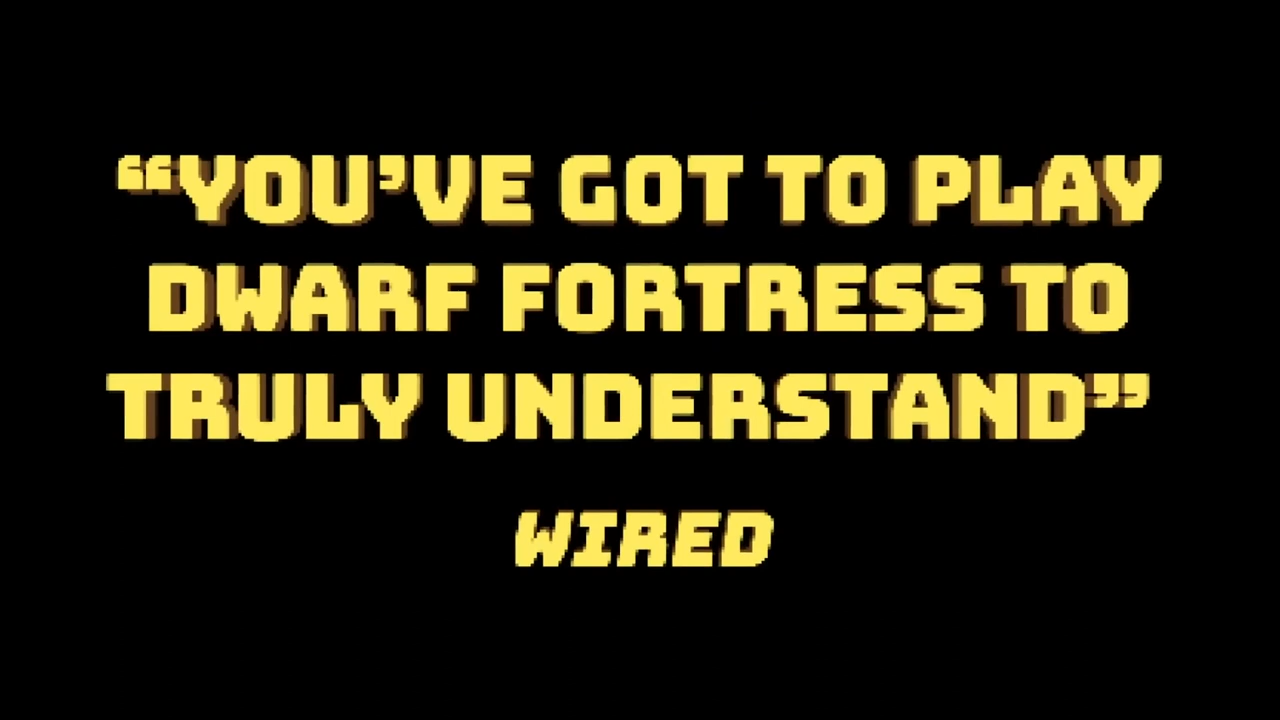 “YOU’VE GOT TO PLAY
DWARF FORTRESS TO
TRULY UNDERSTAND”
WIRED